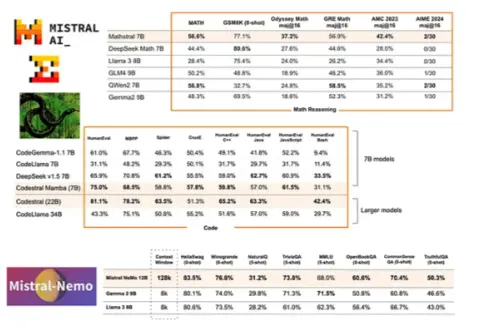 MISTRAL AI_
MATH GSM8K (8-shot) Odyssey Math maj@16 GRE Math maj@16 AMC 2023 maj@16 AIME 2024 maj@16
Mathstral 7B 56.6% 77.1% 37.2% 56.9% 42.4% 2/30
DeepSeek Math 7B 44.4% 80.6% 27.6% 44.6% 28.0% 0/30
Llama 3 8B 28.4% 75.4% 24.0% 26.2% 34.4% 0/30
GLM4 9B 50.2% 48.8% 18.9% 46.2% 36.0% 1/30
QWen2 7B 56.8% 32.7% 24.8% 58.5% 35.2% 2/30
Gemma2 9B 48.3% 69.5% 18.6% 52.3% 31.2% 1/30
Math Reasoning
HumanEval MBPP Spider CruxE HumanEval C++ HumanEval Java HumanEval JavaScript HumanEval Bash
CodeGemma-1.1 7B 61.0% 67.7% 46.3% 50.4% 49.1% 41.8% 52.2% 9.4%
CodeLlama 7B 31.1% 48.2% 29.3% 50.1% 31.7% 29.7% 31.7% 11.4%
DeepSeek v1.5 7B 65.9% 70.8% 61.2% 55.5% 59.0% 62.7% 60.9% 33.5%
Codestral Mamba (7B) 75.0% 68.5% 58.8% 57.8% 59.8% 57.0% 61.5% 31.1%
7B models
Codestral (22B) 81.1% 78.2% 63.5% 51.3% 65.2% 63.3% 42.4%
CodeLlama 34B 43.3% 75.1% 50.8% 55.2% 51.6% 57.0% 59.0% 29.7%
Larger models
Code
Context Window HellaSwag (0-shot) Winogrande (0-shot) NaturalQ (5-shot) TriviaQA (5-shot) MMLU (5-shot) OpenBookQA (0-shot) CommonSense QA (0-shot) TruthfulQA (0-shot)
Mistral-Nemo
Mistral NeMo 12B 128k 83.5% 76.8% 31.2% 73.8% 68.0% 60.6% 70.4% 50.3%
Gemma 2 9B 8k 80.1% 74.0% 29.8% 71.3% 71.5% 50.8% 60.8% 46.6%
Llama 3 8B 8k 80.6% 73.5% 28.2% 61.0% 62.3% 56.4% 66.7% 43.0%